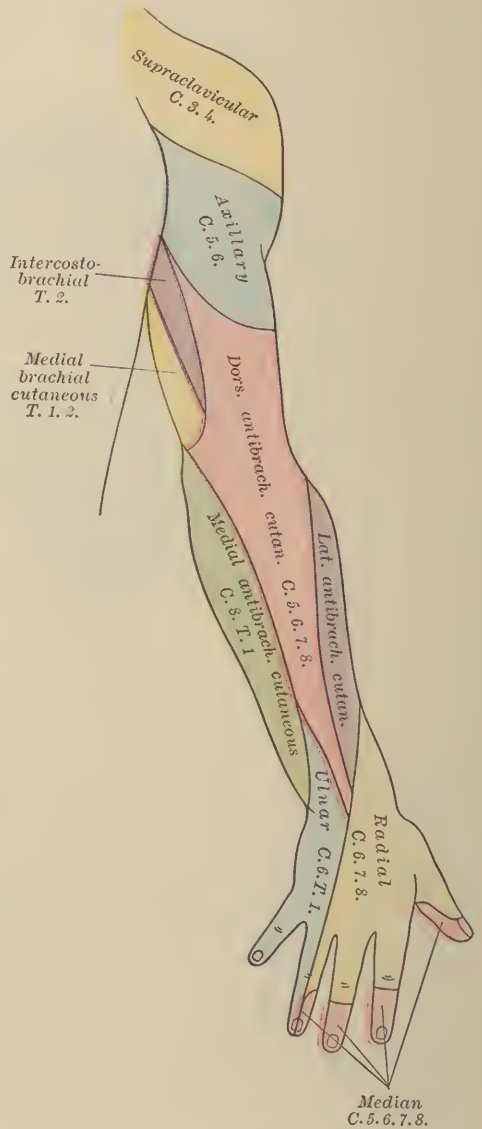 Supraclavicular
C. 3. 4.
Axillary
C. 5. 6.
Intercosto-
brachial
T. 2.
Medial
brachial
cutaneous
T. 1. 2.
Dors. antibrach. cutan. C. 5. 6. 7. 8.
Lat. antibrach. cutan.
Medial antibrach. cutaneous
C. 8. T. 1
Ulnar C. 6. T. 1.
Radial
C. 6. 7. 8.
Median
C. 5. 6. 7. 8.